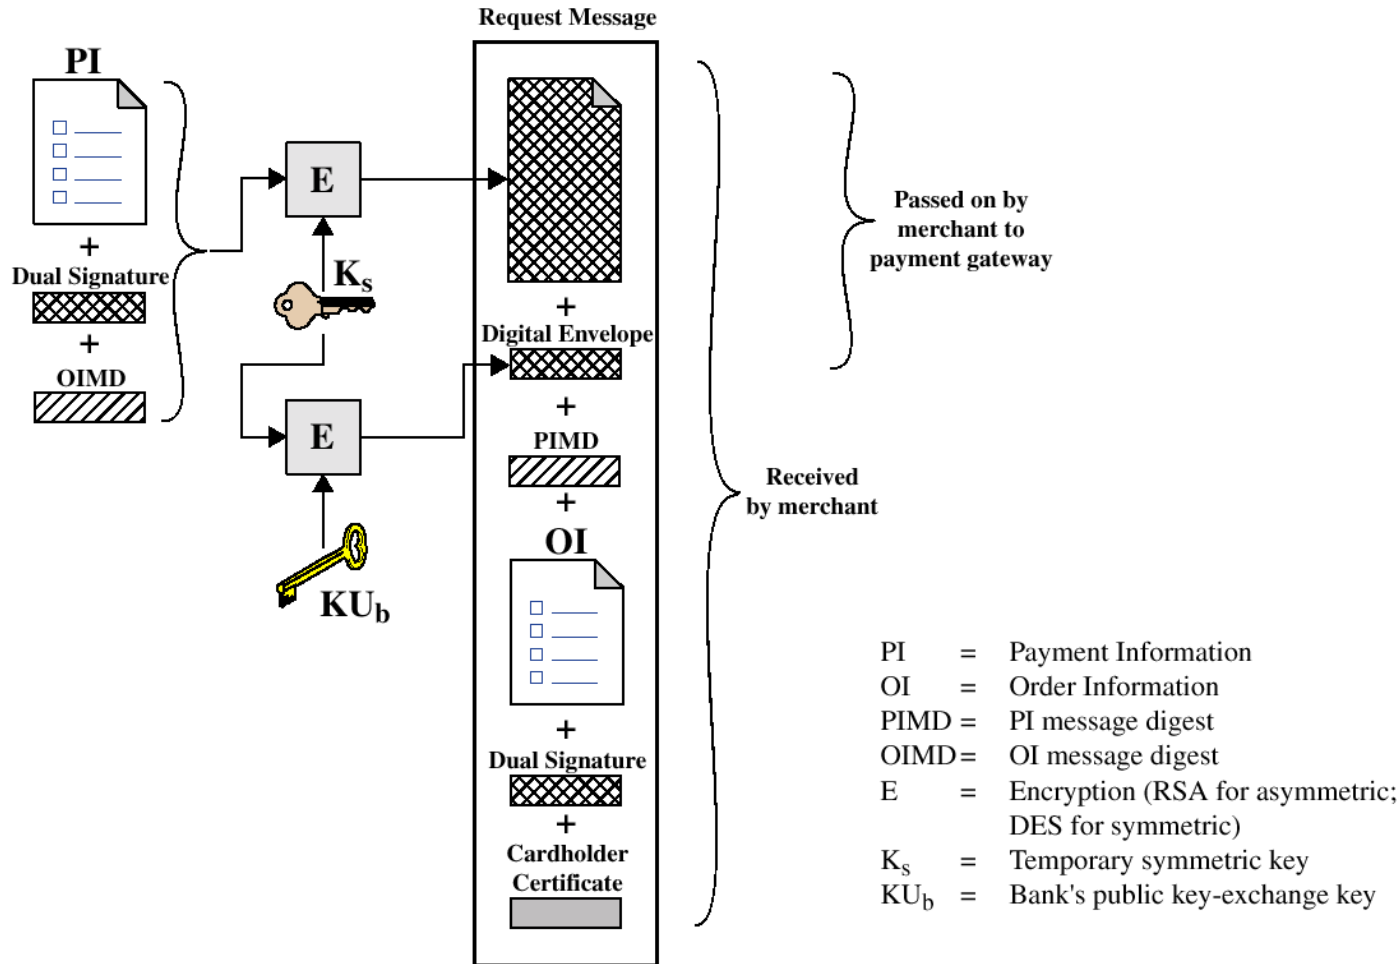 Request Message
PI
+
Dual Signature
+
OIMD
E
Ks
E
KUb
+
Digital Envelope
+
PIMD
+
OI
+
Dual Signature
+
Cardholder
Certificate
Passed on by
merchant to
payment gateway
Received
by merchant
PI = Payment Information
OI = Order Information
PIMD = PI message digest
OIMD = OI message digest
E = Encryption (RSA for asymmetric;
DES for symmetric)
Ks = Temporary symmetric key
KUb = Bank's public key-exchange key